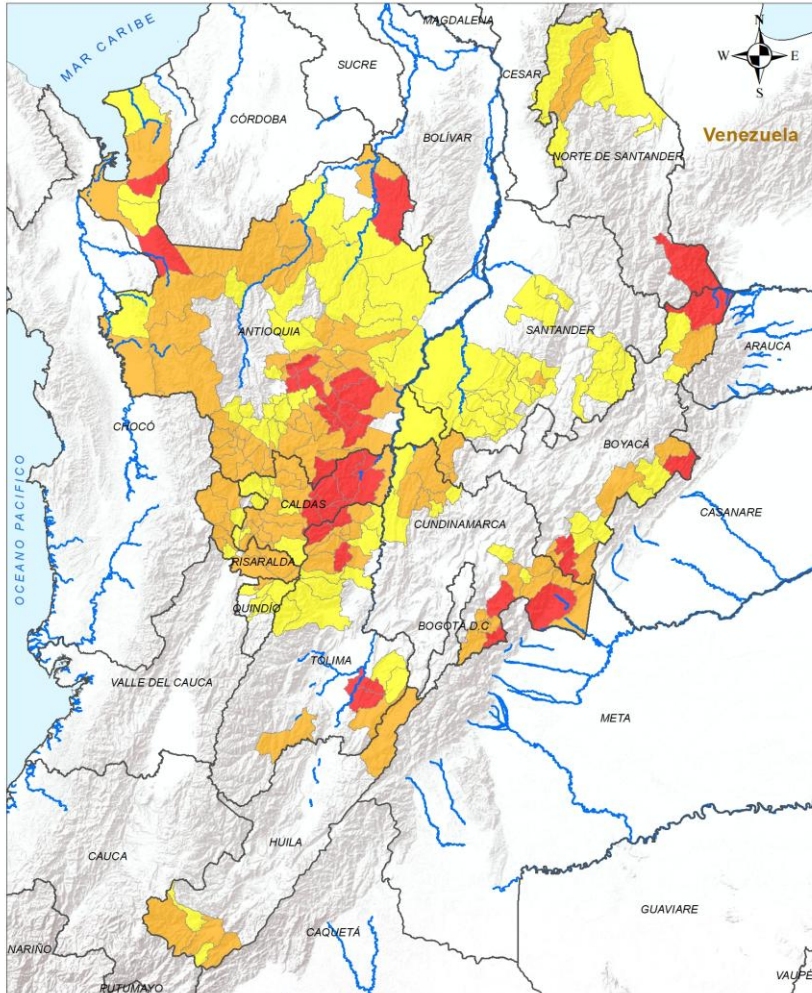 MAGDALENA
N
MAR CARIBE
SUCRE
CESAR
W
E
S
CÓRDOBA
BOLÍVAR
Venezuela
NORTE DE SANTANDER
ANTIOQUIA
SANTANDER
ARAUCA
CHOCÓ
BOYACÁ
OCEANO PACIFICO
CALDAS
CUNDINAMARCA
CASANARE
RISARALDA
QUINDÍO
BOGOTÁ, D.C
TOLIMA
VALLE DEL CAUCA
META
HUILA
CAUCA
GUAVIARE
CAQUETÁ
NARIÑO
PUTUMAYO
VAUPÉ